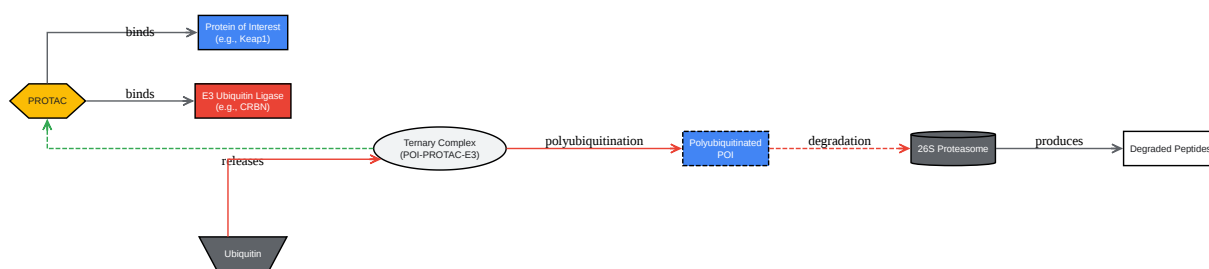 binds
Protein of Interest
(e.g., Keap1)
PROTAC
binds
E3 Ubiquitin Ligase
(e.g., CRBN)
releases
Ternary Complex
(POI-PROTAC-E3)
polyubiquitination
Polyubiquitinated
POI
degradation
26S Proteasome
produces
Degraded Peptides
Ubiquitin